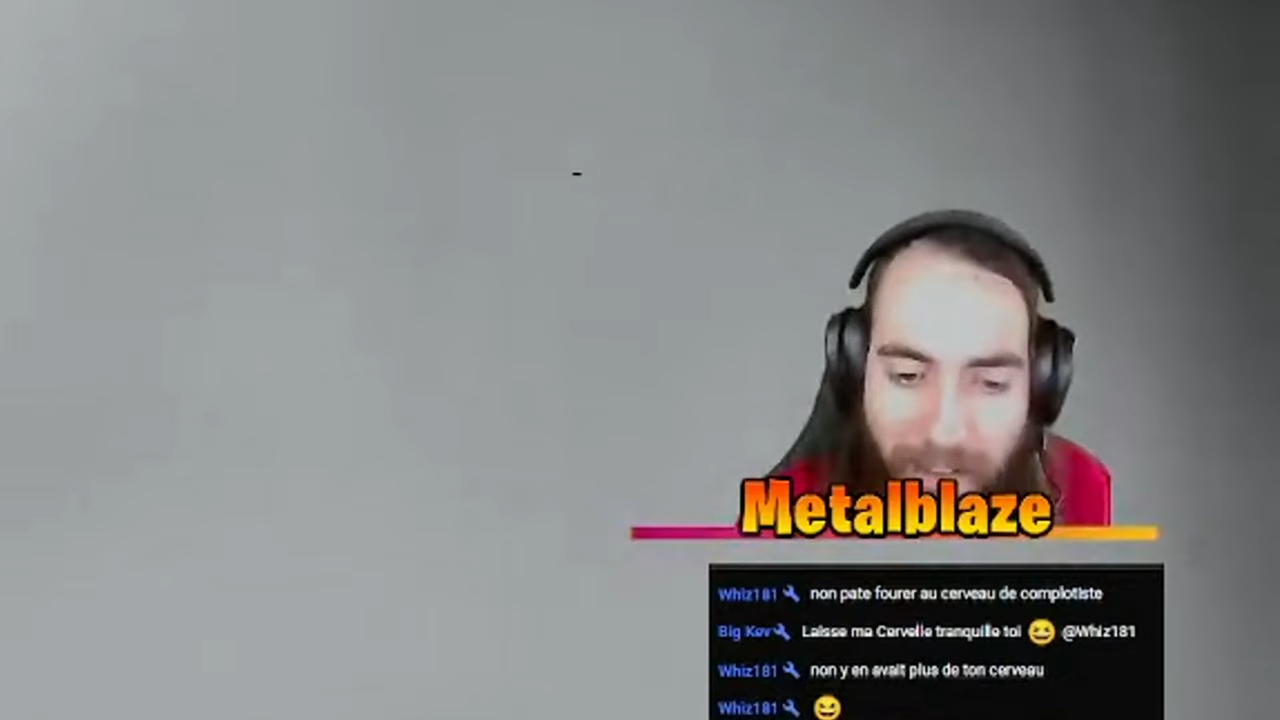 Metalblaze
Whiz181 non pate fourer au cerveau de complotiste
Big Kev Laisse ma Cervelle tranquille toi 😆 @Whiz181
Whiz181 non y en avait plus de ton cerveau
Whiz181 😆